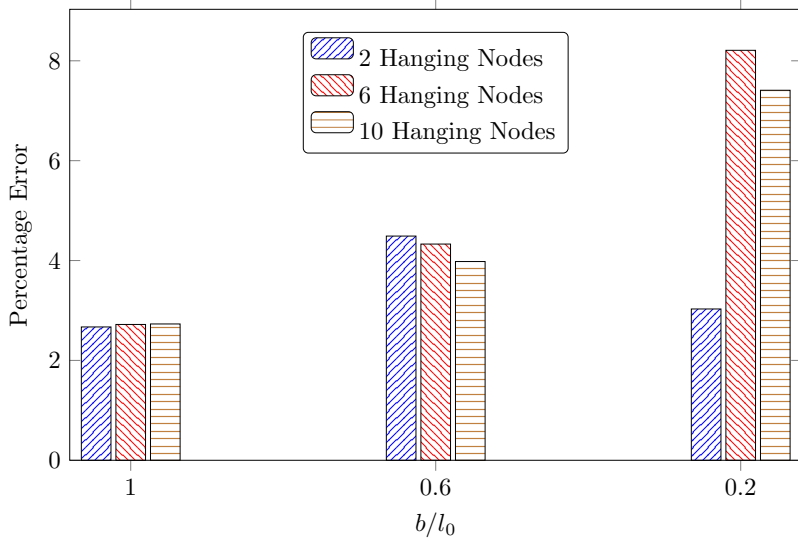 2 Hanging Nodes
6 Hanging Nodes
10 Hanging Nodes
Percentage Error
8
6
4
2
0
1
0.6
0.2
b/l₀